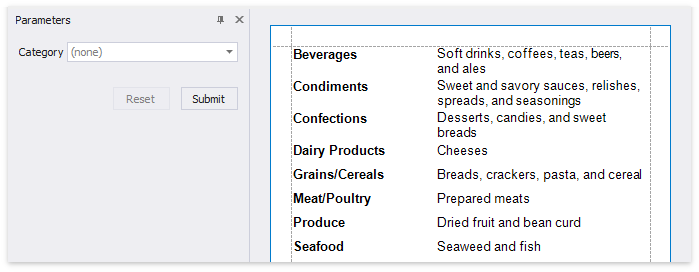 Parameters
Category (none)
Reset Submit
Beverages Soft drinks, coffees, teas, beers,
and ales
Condiments Sweet and savory sauces, relishes,
spreads, and seasonings
Confections Desserts, candies, and sweet
breads
Dairy Products Cheeses
Grains/Cereals Breads, crackers, pasta, and cereal
Meat/Poultry Prepared meats
Produce Dried fruit and bean curd
Seafood Seaweed and fish